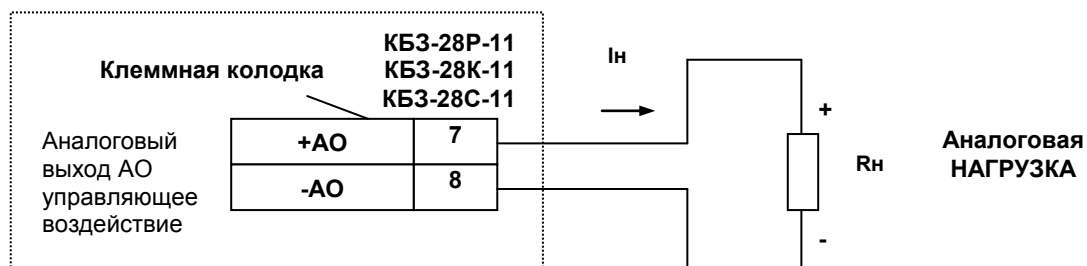 КБЗ-28Р-11
КБЗ-28К-11
КБЗ-28С-11
Клеммная колодка
Аналоговый
выход АО
управляющее
воздействие
+АО 7
-АО 8
Iн
+
Rн
-
Аналоговая
НАГРУЗКА